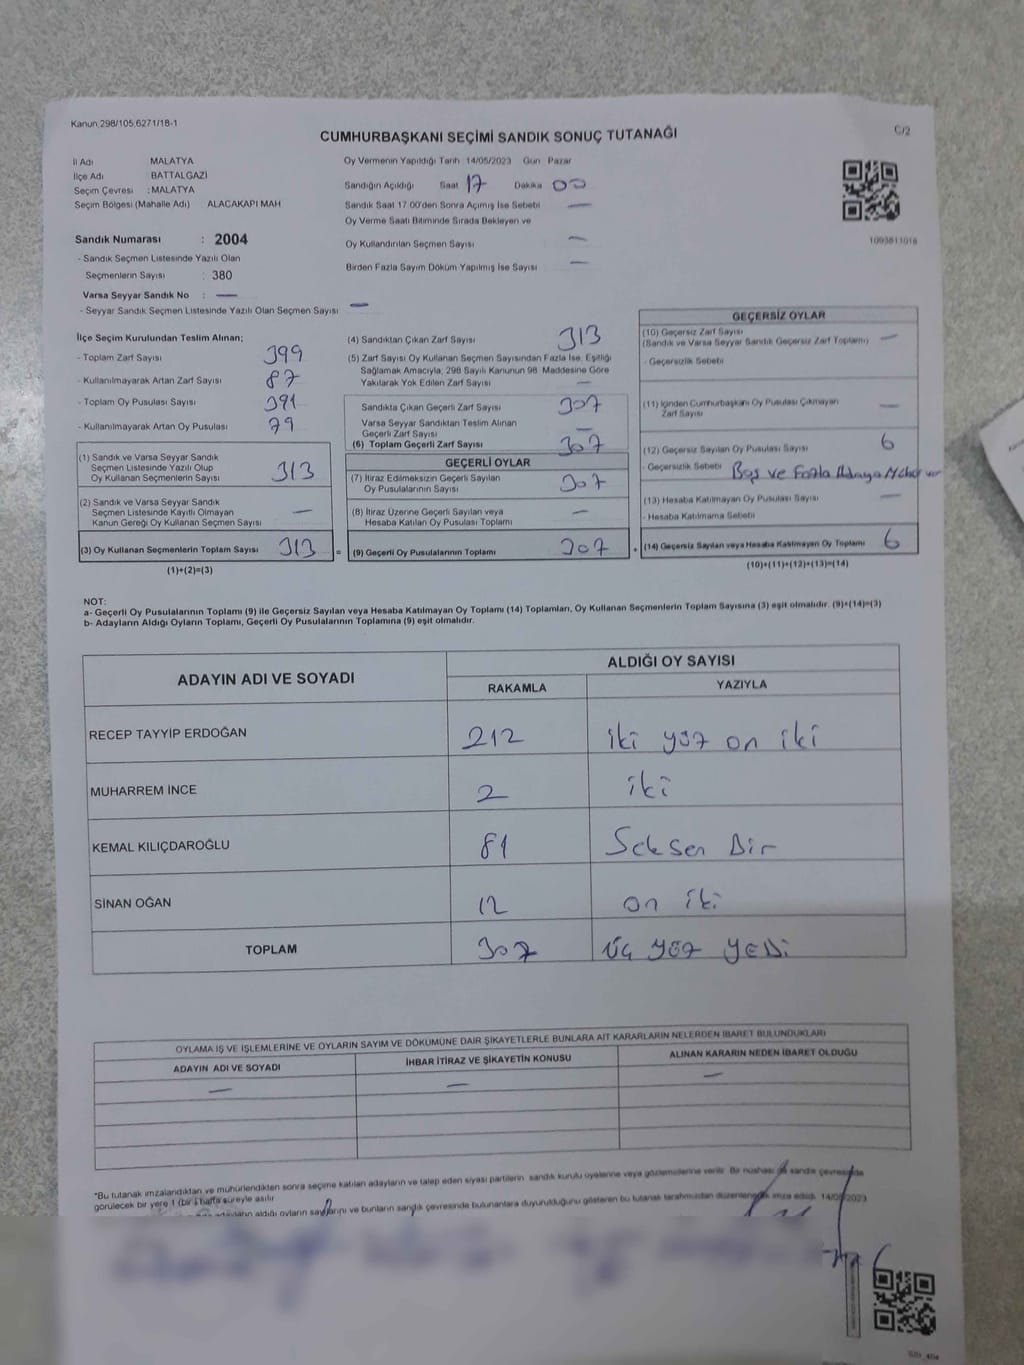 Kanun;298/105,6271/18-1
CUMHURBAŞKANI SEÇİMİ SANDIK SONUÇ TUTANAĞI
C/2
İl Adı MALATYA
İlçe Adı BATTALGAZİ
Seçim Çevresi : MALATYA
Seçim Bölgesi (Mahalle Adı) ALACAKAPI MAH
Sandık Numarası : 2004
- Sandık Seçmen Listesinde Yazılı Olan
Seçmenlerin Sayısı : 380
Varsa Seyyar Sandık No : —
- Seyyar Sandık Seçmen Listesinde Yazılı Olan Seçmen Sayısı —
Oy Vermenin Yapıldığı Tarih 14/05/2023 Gün Pazar
Sandığın Açıldığı Saat 17 Dakika 00
Sandık Saat 17:00'den Sonra Açımış İse Sebebi —
Oy Verme Saati Bitiminde Sırada Bekleyen ve
Oy Kullandırılan Seçmen Sayısı —
Birden Fazla Sayım Döküm Yapılmış İse Sayısı —
1093811018
İlçe Seçim Kurulundan Teslim Alınan;
- Toplam Zarf Sayısı 399
- Kullanılmayarak Artan Zarf Sayısı 87
- Toplam Oy Pusulası Sayısı 391
- Kullanılmayarak Artan Oy Pusulası 79
(1) Sandık ve Varsa Seyyar Sandık
Seçmen Listesinde Yazılı Olup
Oy Kullanan Seçmenlerin Sayısı 313
(2) Sandık ve Varsa Seyyar Sandık
Seçmen Listesinde Kayıtlı Olmayan
Kanun Gereği Oy Kullanan Seçmen Sayısı —
(3) Oy Kullanan Seçmenlerin Toplam Sayısı 313 =
(1)+(2)=(3)
(4) Sandıktan Çıkan Zarf Sayısı 313
(5) Zarf Sayısı Oy Kullanan Seçmen Sayısından Fazla İse, Eşitliği
Sağlamak Amacıyla; 298 Sayılı Kanunun 98. Maddesine Göre
Yakılarak Yok Edilen Zarf Sayısı —
Sandıkta Çıkan Geçerli Zarf Sayısı 307
Varsa Seyyar Sandıktan Teslim Alınan
Geçerli Zarf Sayısı —
(6) Toplam Geçerli Zarf Sayısı 307
GEÇERLİ OYLAR
(7) İtiraz Edilmeksizin Geçerli Sayılan
Oy Pusulalarının Sayısı 307
(8) İtiraz Üzerine Geçerli Sayılan veya
Hesaba Katılan Oy Pusulası Toplamı —
(9) Geçerli Oy Pusulalarının Toplamı 307 +
GEÇERSİZ OYLAR
(10) Geçersiz Zarf Sayısı
(Sandık ve Varsa Seyyar Sandık Geçersiz Zarf Toplamı) —
- Geçersizlik Sebebi
(11) İçinden Cumhurbaşkanı Oy Pusulası Çıkmayan
Zarf Sayısı —
(12) Geçersiz Sayılan Oy Pusulası Sayısı 6
- Geçersizlik Sebebi Boş ve Fazla
(13) Hesaba Katılmayan Oy Pusulası Sayısı —
- Hesaba Katılmama Sebebi
(14) Geçersiz Sayılan veya Hesaba Katılmayan Oy Toplamı 6
(10)+(11)+(12)+(13)=(14)
NOT:
a- Geçerli Oy Pusulalarının Toplamı (9) ile Geçersiz Sayılan veya Hesaba Katılmayan Oy Toplamı (14) Toplamları, Oy Kullanan Seçmenlerin Toplam Sayısına (3) eşit olmalıdır. (9)+(14)=(3)
b- Adayların Aldığı Oyların Toplamı, Geçerli Oy Pusulalarının Toplamına (9) eşit olmalıdır.
ADAYIN ADI VE SOYADI
ALDIĞI OY SAYISI
RAKAMLA YAZIYLA
RECEP TAYYİP ERDOĞAN 212 iki yüz on iki
MUHARREM İNCE 2 iki
KEMAL KILIÇDAROĞLU 81 Seksen Bir
SİNAN OĞAN 12 on iki
TOPLAM 307 üç yüz yedi
OYLAMA İŞ VE İŞLEMLERİNE VE OYLARIN SAYIM VE DÖKÜMÜNE DAİR ŞİKAYETLERLE BUNLARA AİT KARARLARIN NELERDEN İBARET BULUNDUKLARI
ADAYIN ADI VE SOYADI İHBAR İTİRAZ VE ŞİKAYETİN KONUSU ALINAN KARARIN NEDEN İBARET OLDUĞU
— — —
*Bu tutanak imzalandıktan ve mühürlendikten sonra seçime katılan adayların ve talep eden siyasi partilerin sandık kurulu üyelerine veya gözlemcilerine verilir. Bir nüshası da sandık çevresinde
görülecek bir yere 1 (bir) hafta süreyle asılır.
adayların aldığı oyların sayılarını ve bunların sandık çevresinde bulunanlara duyurulduğunu gösteren bu tutanak tarafımızdan düzenlenerek imza edildi. 14/05/2023